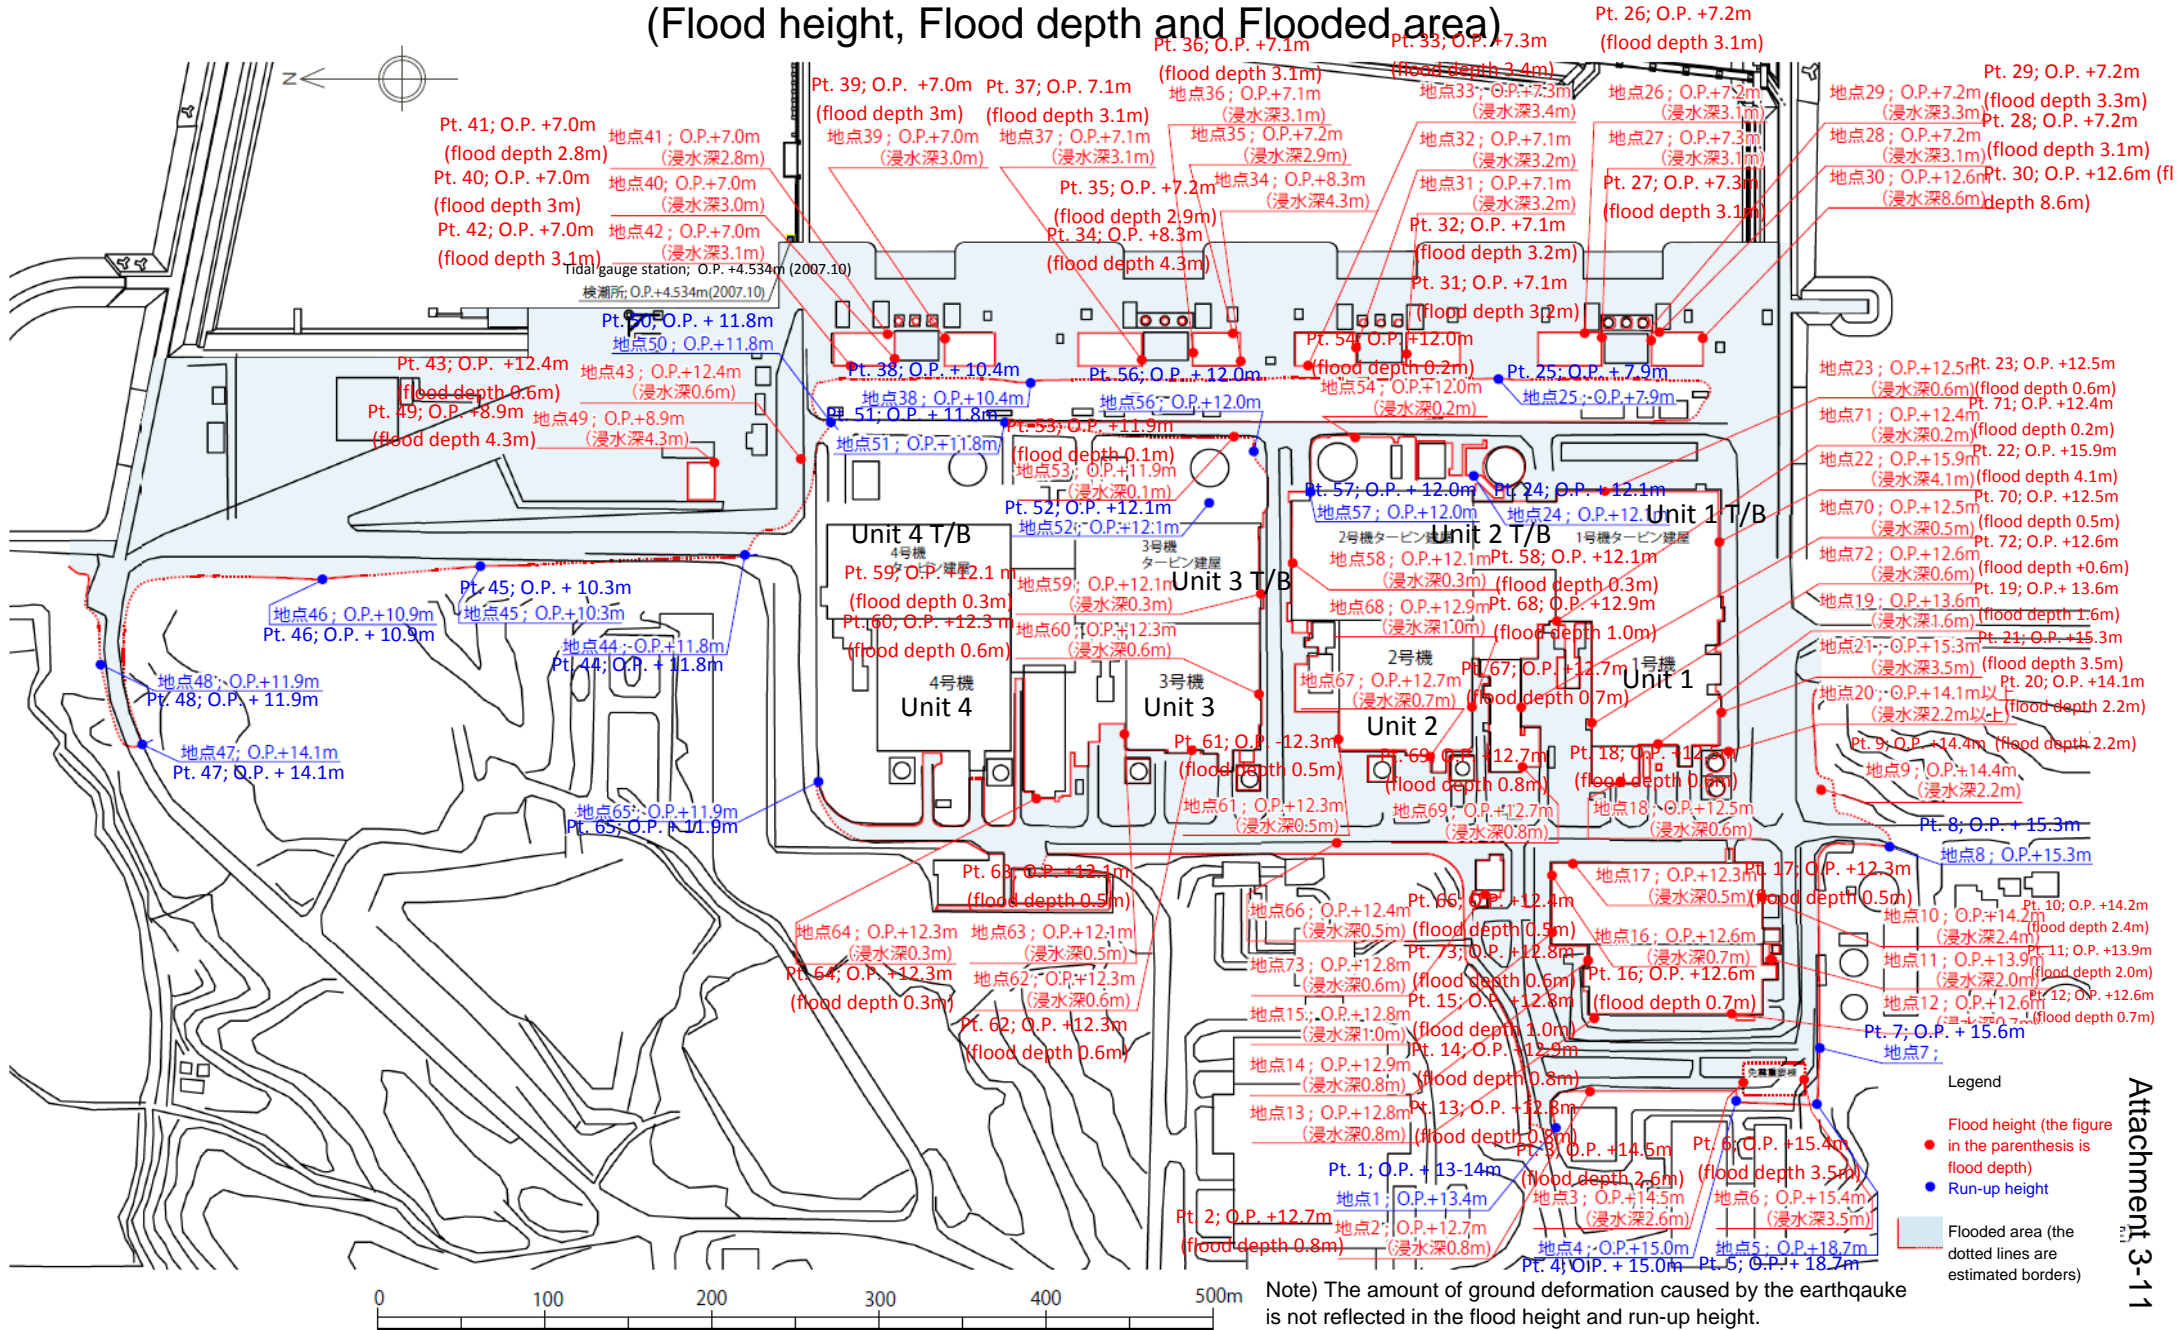 (Flood height, Flood depth and Flooded area)
Z
Pt. 26; O.P. +7.2m
(flood depth 3.1m)
Pt. 36; O.P. +7.1m
(flood depth 3.1m)
地点36 ; O.P.+7.1m
(浸水深3.1m)
Pt. 33; O.P. +7.3m
(flood depth 3.4m)
地点33 ; O.P.+7.3m
(浸水深3.4m)
地点26 ; O.P.+7.2m
(浸水深3.1m)
Pt. 29; O.P. +7.2m
(flood depth 3.3m)
地点29 ; O.P.+7.2m
(浸水深3.3m)
Pt. 28; O.P. +7.2m
(flood depth 3.1m)
地点28 ; O.P.+7.2m
(浸水深3.1m)
Pt. 30; O.P. +12.6m (fl
depth 8.6m)
地点30 ; O.P.+12.6m
(浸水深8.6m)
Pt. 39; O.P. +7.0m
(flood depth 3m)
地点39 ; O.P.+7.0m
(浸水深3.0m)
Pt. 37; O.P. 7.1m
(flood depth 3.1m)
地点37 ; O.P.+7.1m
(浸水深3.1m)
地点35 ; O.P.+7.2m
(浸水深2.9m)
Pt. 35; O.P. +7.2m
(flood depth 2.9m)
地点34 ; O.P.+8.3m
(浸水深4.3m)
Pt. 34; O.P. +8.3m
(flood depth 4.3m)
地点32 ; O.P.+7.1m
(浸水深3.2m)
地点31 ; O.P.+7.1m
(浸水深3.2m)
Pt. 32; O.P. +7.1m
(flood depth 3.2m)
Pt. 31; O.P. +7.1m
(flood depth 3.2m)
地点27 ; O.P.+7.3m
(浸水深3.1m)
Pt. 27; O.P. +7.3m
(flood depth 3.1m)
Pt. 41; O.P. +7.0m
(flood depth 2.8m)
地点41 ; O.P.+7.0m
(浸水深2.8m)
Pt. 40; O.P. +7.0m
(flood depth 3m)
地点40 ; O.P.+7.0m
(浸水深3.0m)
Pt. 42; O.P. +7.0m
(flood depth 3.1m)
地点42 ; O.P.+7.0m
(浸水深3.1m)
Tidal gauge station; O.P. +4.534m (2007.10)
検潮所; O.P.+4.534m(2007.10)
Pt. 50; O.P. + 11.8m
地点50 ; O.P.+11.8m
Pt. 43; O.P. +12.4m
(flood depth 0.6m)
地点43 ; O.P.+12.4m
(浸水深0.6m)
Pt. 49; O.P. +8.9m
(flood depth 4.3m)
地点49 ; O.P.+8.9m
(浸水深4.3m)
Pt. 38; O.P. + 10.4m
地点38 ; O.P.+10.4m
Pt. 56; O.P. + 12.0m
地点56 ; O.P.+12.0m
Pt. 54; O.P. +12.0m
(flood depth 0.2m)
地点54 ; O.P.+12.0m
(浸水深0.2m)
Pt. 25; O.P. + 7.9m
地点25 ; O.P.+7.9m
Pt. 51; O.P. + 11.8m
地点51 ; O.P.+11.8m
Pt. 53; O.P. +11.9m
(flood depth 0.1m)
地点53 ; O.P.+11.9m
(浸水深0.1m)
Pt. 52; O.P. +12.1m
地点52 ; O.P.+12.1m
Pt. 57; O.P. + 12.0m
地点57 ; O.P.+12.0m
Pt. 24; O.P. + 12.1m
地点24 ; O.P.+12.1m
地点23 ; O.P.+12.5m
(浸水深0.6m)
Pt. 23; O.P. +12.5m
(flood depth 0.6m)
地点71 ; O.P.+12.4m
(浸水深0.2m)
Pt. 71; O.P. +12.4m
(flood depth 0.2m)
地点22 ; O.P.+15.9m
(浸水深4.1m)
Pt. 22; O.P. +15.9m
(flood depth 4.1m)
地点70 ; O.P.+12.5m
(浸水深0.5m)
Pt. 70; O.P. +12.5m
(flood depth 0.5m)
地点72 ; O.P.+12.6m
(浸水深0.6m)
Pt. 72; O.P. +12.6m
(flood depth +0.6m)
地点19 ; O.P.+13.6m
(浸水深1.6m)
Pt. 19; O.P.+ 13.6m
(flood depth 1.6m)
地点21 ; O.P.+15.3m
(浸水深3.5m)
Pt. 21; O.P. +15.3m
(flood depth 3.5m)
地点20 ; O.P.+14.1m以上
(浸水深2.2m以上)
Pt. 20; O.P. +14.1m
(flood depth 2.2m)
Pt. 9; O.P. +14.4m (flood depth 2.2m)
地点9 ; O.P.+14.4m
(浸水深2.2m)
Unit 4 T/B
4号機
タービン建屋
3号機
タービン建屋
Unit 3 T/B
Unit 2 T/B
2号機タービン建屋
Unit 1 T/B
1号機タービン建屋
Pt. 59; O.P. +12.1 m
(flood depth 0.3m)
地点59 ; O.P.+12.1m
(浸水深0.3m)
Pt. 60; O.P. +12.3 m
(flood depth 0.6m)
地点60 ; O.P.+12.3m
(浸水深0.6m)
地点58 ; O.P.+12.1m
(浸水深0.3m)
Pt. 58; O.P. +12.1m
(flood depth 0.3m)
地点68 ; O.P.+12.9m
(浸水深1.0m)
Pt. 68; O.P. +12.9m
(flood depth 1.0m)
地点67 ; O.P.+12.7m
(浸水深0.7m)
Pt. 67; O.P. +12.7m
(flood depth 0.7m)
4号機
Unit 4
3号機
Unit 3
2号機
Unit 2
1号機
Unit 1
Pt. 45; O.P. + 10.3m
地点45 ; O.P.+10.3m
地点46 ; O.P.+10.9m
Pt. 46; O.P. + 10.9m
地点44 ; O.P.+11.8m
Pt. 44; O.P. + 11.8m
地点48 ; O.P.+11.9m
Pt. 48; O.P. + 11.9m
地点47 ; O.P.+14.1m
Pt. 47; O.P. + 14.1m
地点65 ; O.P.+11.9m
Pt. 65; O.P. + 11.9m
Pt. 61; O.P. -12.3m
(flood depth 0.5m)
地点61 ; O.P.+12.3m
(浸水深0.5m)
Pt. 69; O.P. +12.7m
(flood depth 0.8m)
地点69 ; O.P.+12.7m
(浸水深0.8m)
Pt. 18; O.P. +12.5m
(flood depth 0.6m)
地点18 ; O.P.+12.5m
(浸水深0.6m)
Pt. 8; O.P. + 15.3m
地点8 ; O.P.+15.3m
Pt. 63; O.P. +12.1m
(flood depth 0.5m)
地点64 ; O.P.+12.3m
(浸水深0.3m)
Pt. 64; O.P. +12.3m
(flood depth 0.3m)
地点63 ; O.P.+12.1m
(浸水深0.5m)
地点62 ; O.P.+12.3m
(浸水深0.6m)
Pt. 62; O.P. +12.3m
(flood depth 0.6m)
地点17 ; O.P.+12.3m
(浸水深0.5m)
Pt. 17; O.P. +12.3m
(flood depth 0.5m)
地点66 ; O.P.+12.4m
(浸水深0.5m)
Pt. 66; O.P. +12.4m
(flood depth 0.5m)
地点73 ; O.P.+12.8m
(浸水深0.6m)
Pt. 73; O.P. +12.8m
(flood depth 0.6m)
地点16 ; O.P.+12.6m
(浸水深0.7m)
Pt. 16; O.P. +12.6m
(flood depth 0.7m)
地点15 ; O.P.+12.8m
(浸水深1.0m)
Pt. 15; O.P. +12.8m
(flood depth 1.0m)
地点14 ; O.P.+12.9m
(浸水深0.8m)
Pt. 14; O.P. +12.9m
(flood depth 0.8m)
地点13 ; O.P.+12.8m
(浸水深0.8m)
Pt. 13; O.P. +12.8m
(flood depth 0.8m)
地点10 ; O.P.+14.2m
(浸水深2.4m)
Pt. 10; O.P. +14.2m
(flood depth 2.4m)
地点11 ; O.P.+13.9m
(浸水深2.0m)
Pt. 11; O.P. +13.9m
(flood depth 2.0m)
地点12 ; O.P.+12.6m
Pt. 12; O.P. +12.6m
(flood depth 0.7m)
Pt. 7; O.P. + 15.6m
地点7 ;
免震重要棟
Pt. 1; O.P. + 13-14m
地点1 ; O.P.+13.4m
Pt. 2; O.P. +12.7m
(flood depth 0.8m)
地点2 ; O.P.+12.7m
(浸水深0.8m)
Pt. 3; O.P. +14.5m
(flood depth 2.6m)
地点3 ; O.P.+14.5m
(浸水深2.6m)
Pt. 6; O.P. +15.4m
(flood depth 3.5m)
地点6 ; O.P.+15.4m
(浸水深3.5m)
地点4 ; O.P.+15.0m
Pt. 4; O.P. + 15.0m
地点5 ; O.P.+18.7m
Pt. 5; O.P. + 18.7m
Legend
Flood height (the figure
in the parenthesis is
flood depth)
Run-up height
Flooded area (the
dotted lines are
estimated borders)
Attachment 3-11
0 100 200 300 400 500m
Note) The amount of ground deformation caused by the earthqauke
is not reflected in the flood height and run-up height.